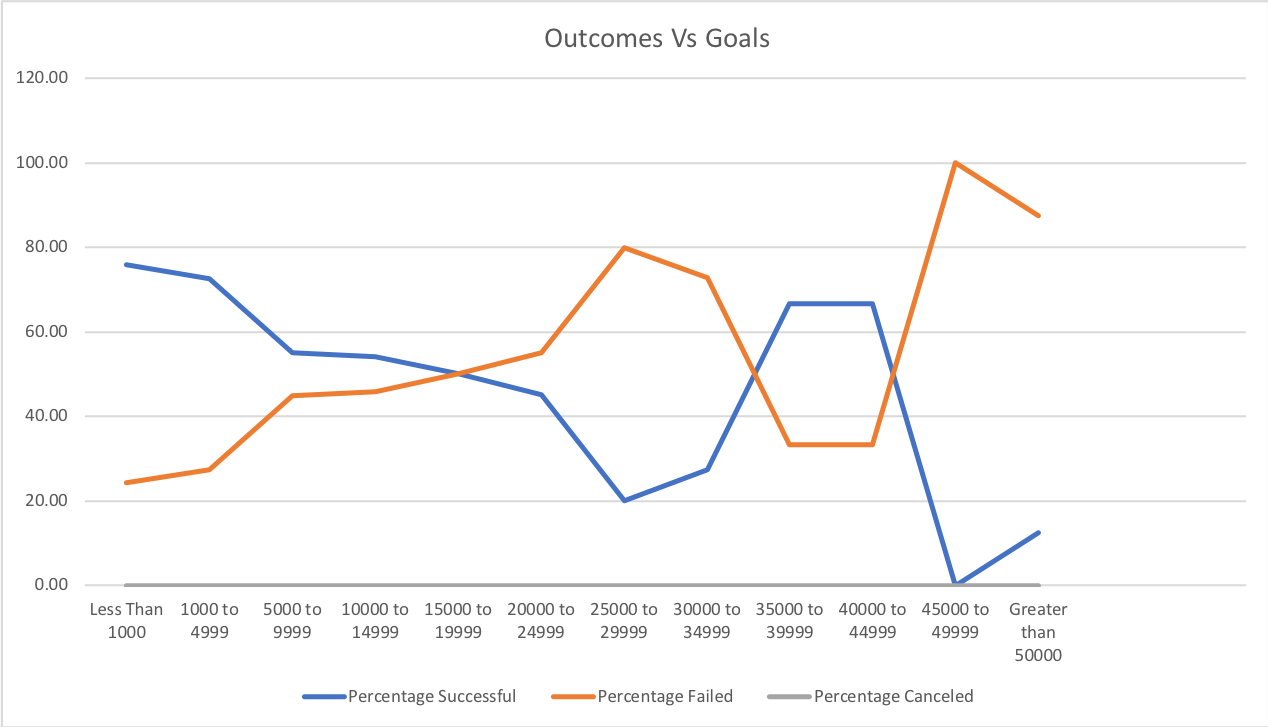 Outcomes Vs Goals
120.00
100.00
80.00
60.00
40.00
20.00
0.00
Less Than
1000
1000 to
4999
5000 to
9999
10000 to
14999
15000 to
19999
20000 to
24999
25000 to
29999
30000 to
34999
35000 to
39999
40000 to
44999
45000 to
49999
Greater
than
50000
Percentage Successful
Percentage Failed
Percentage Canceled